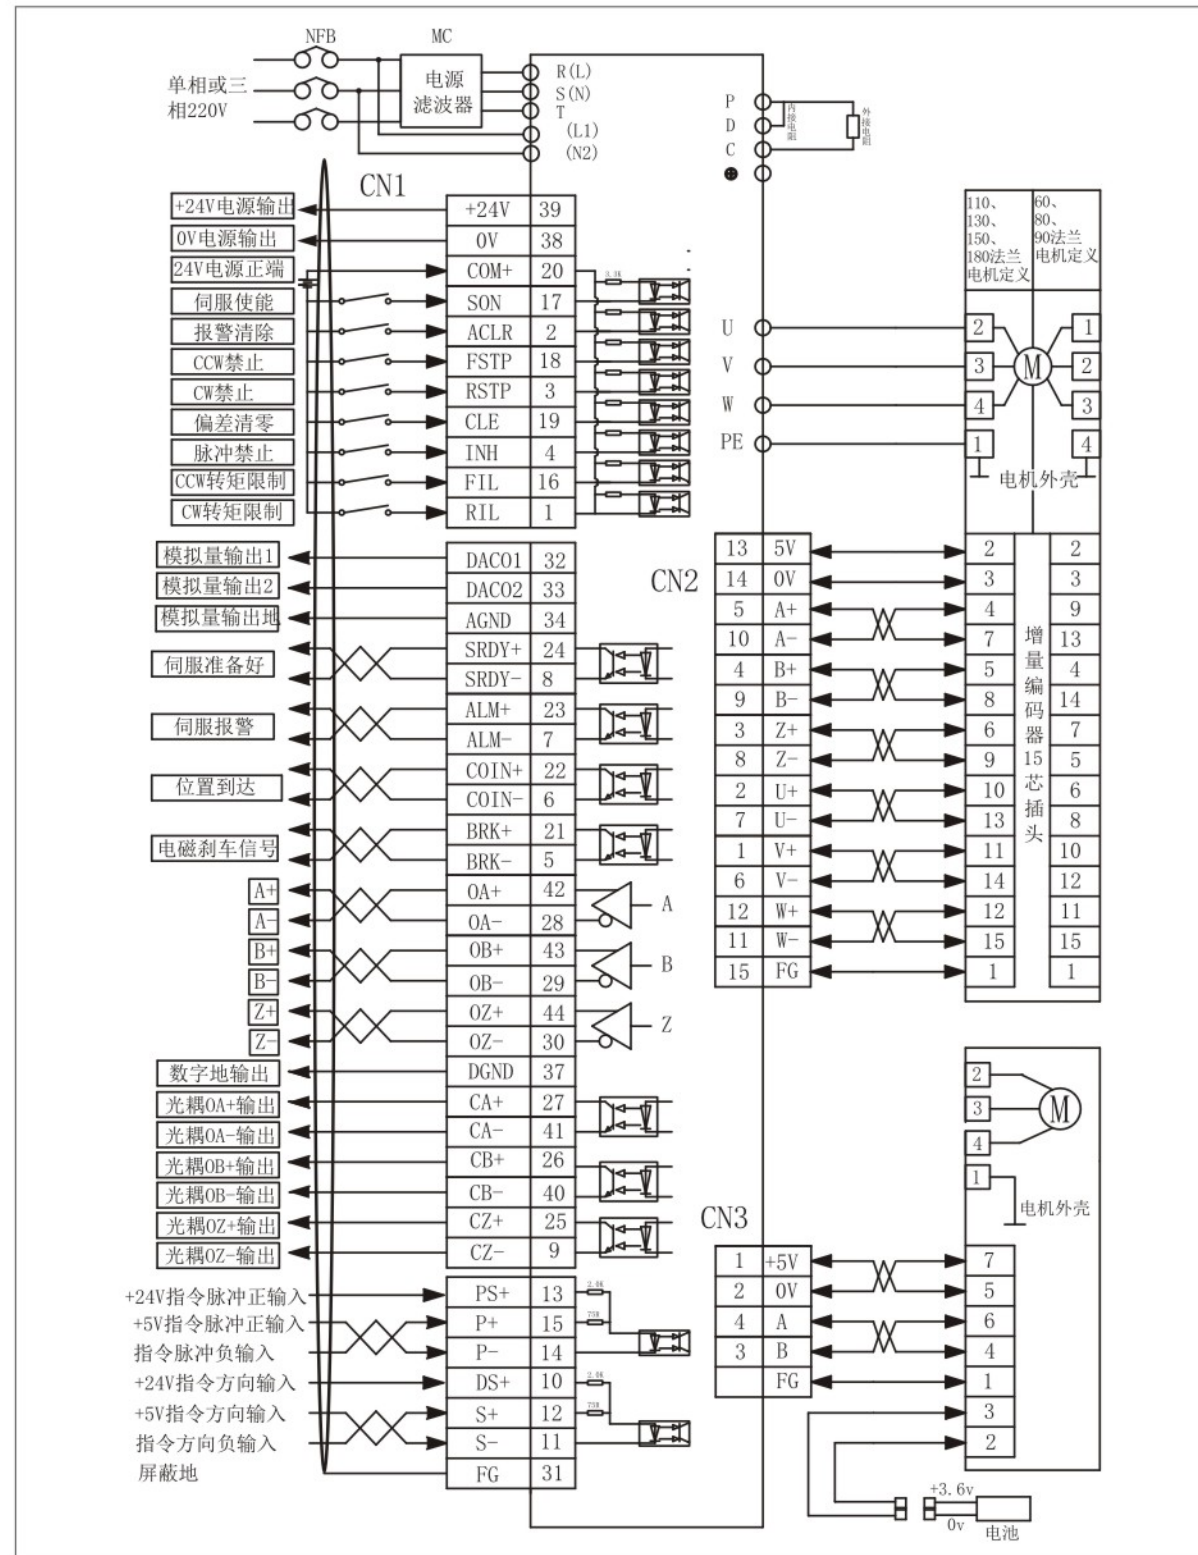 NFB
MC
单相或三
相220V
电源
滤波器
R(L)
S(N)
T
(L1)
(N2)
P
D
C
内接电阻
外接电阻
CN1
+24V电源输出
+24V 39
0V电源输出
0V 38
24V电源正端
COM+ 20
3.3K
伺服使能
SON 17
报警清除
ACLR 2
CCW禁止
FSTP 18
CW禁止
RSTP 3
偏差清零
CLE 19
脉冲禁止
INH 4
CCW转矩限制
FIL 16
CW转矩限制
RIL 1
模拟量输出1
DACO1 32
模拟量输出2
DACO2 33
模拟量输出地
AGND 34
伺服准备好
SRDY+ 24
SRDY- 8
伺服报警
ALM+ 23
ALM- 7
位置到达
COIN+ 22
COIN- 6
电磁刹车信号
BRK+ 21
BRK- 5
A+
OA+ 42
A
A-
OA- 28
B+
OB+ 43
B
B-
OB- 29
Z+
OZ+ 44
Z
Z-
OZ- 30
数字地输出
DGND 37
光耦OA+输出
CA+ 27
光耦OA-输出
CA- 41
光耦OB+输出
CB+ 26
光耦OB-输出
CB- 40
光耦OZ+输出
CZ+ 25
光耦OZ-输出
CZ- 9
+24V指令脉冲正输入
PS+ 13
2.0K
+5V指令脉冲正输入
P+ 15
75R
指令脉冲负输入
P- 14
+24V指令方向输入
DS+ 10
2.0K
+5V指令方向输入
S+ 12
75R
指令方向负输入
S- 11
屏蔽地
FG 31
110、
130、
150、
180法兰
电机定义
60、
80、
90法兰
电机定义
U
2
1
V
3
M
2
W
4
3
PE
1
4
电机外壳
CN2
13 5V 2 2
14 0V 3 3
5 A+ 4 9
10 A- 7 13
4 B+ 5 4
9 B- 8 14
3 Z+ 6 7
8 Z- 9 5
2 U+ 10 6
7 U- 13 8
1 V+ 11 10
6 V- 14 12
12 W+ 12 11
11 W- 15 15
15 FG 1 1
增量编码器15芯插头
2
3
M
4
1
电机外壳
CN3
1 +5V 7
2 0V 5
4 A 6
3 B 4
FG 1
3
2
+3.6v
0v
电池